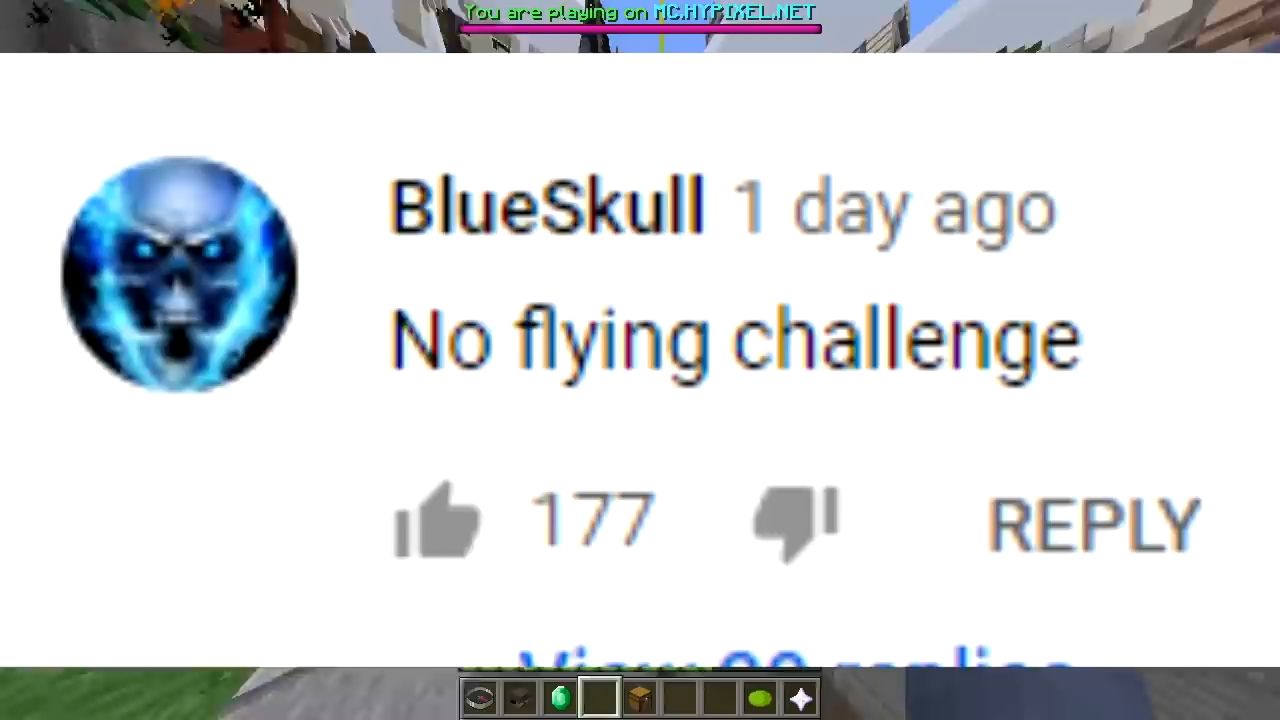 You are playing on MC.HYPIXEL.NET
BlueSkull 1 day ago
No flying challenge
177 REPLY